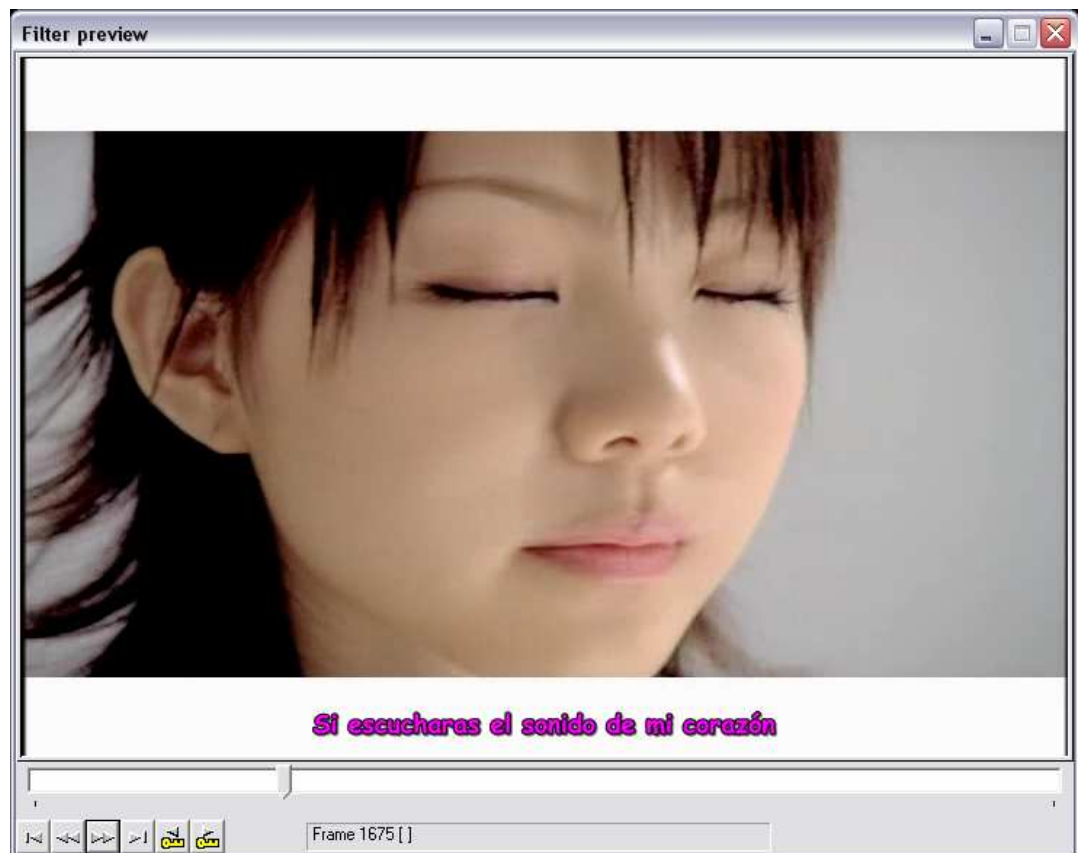 Filter preview
Si escucharas el sonido de mi corazón
Frame 1675 [ ]